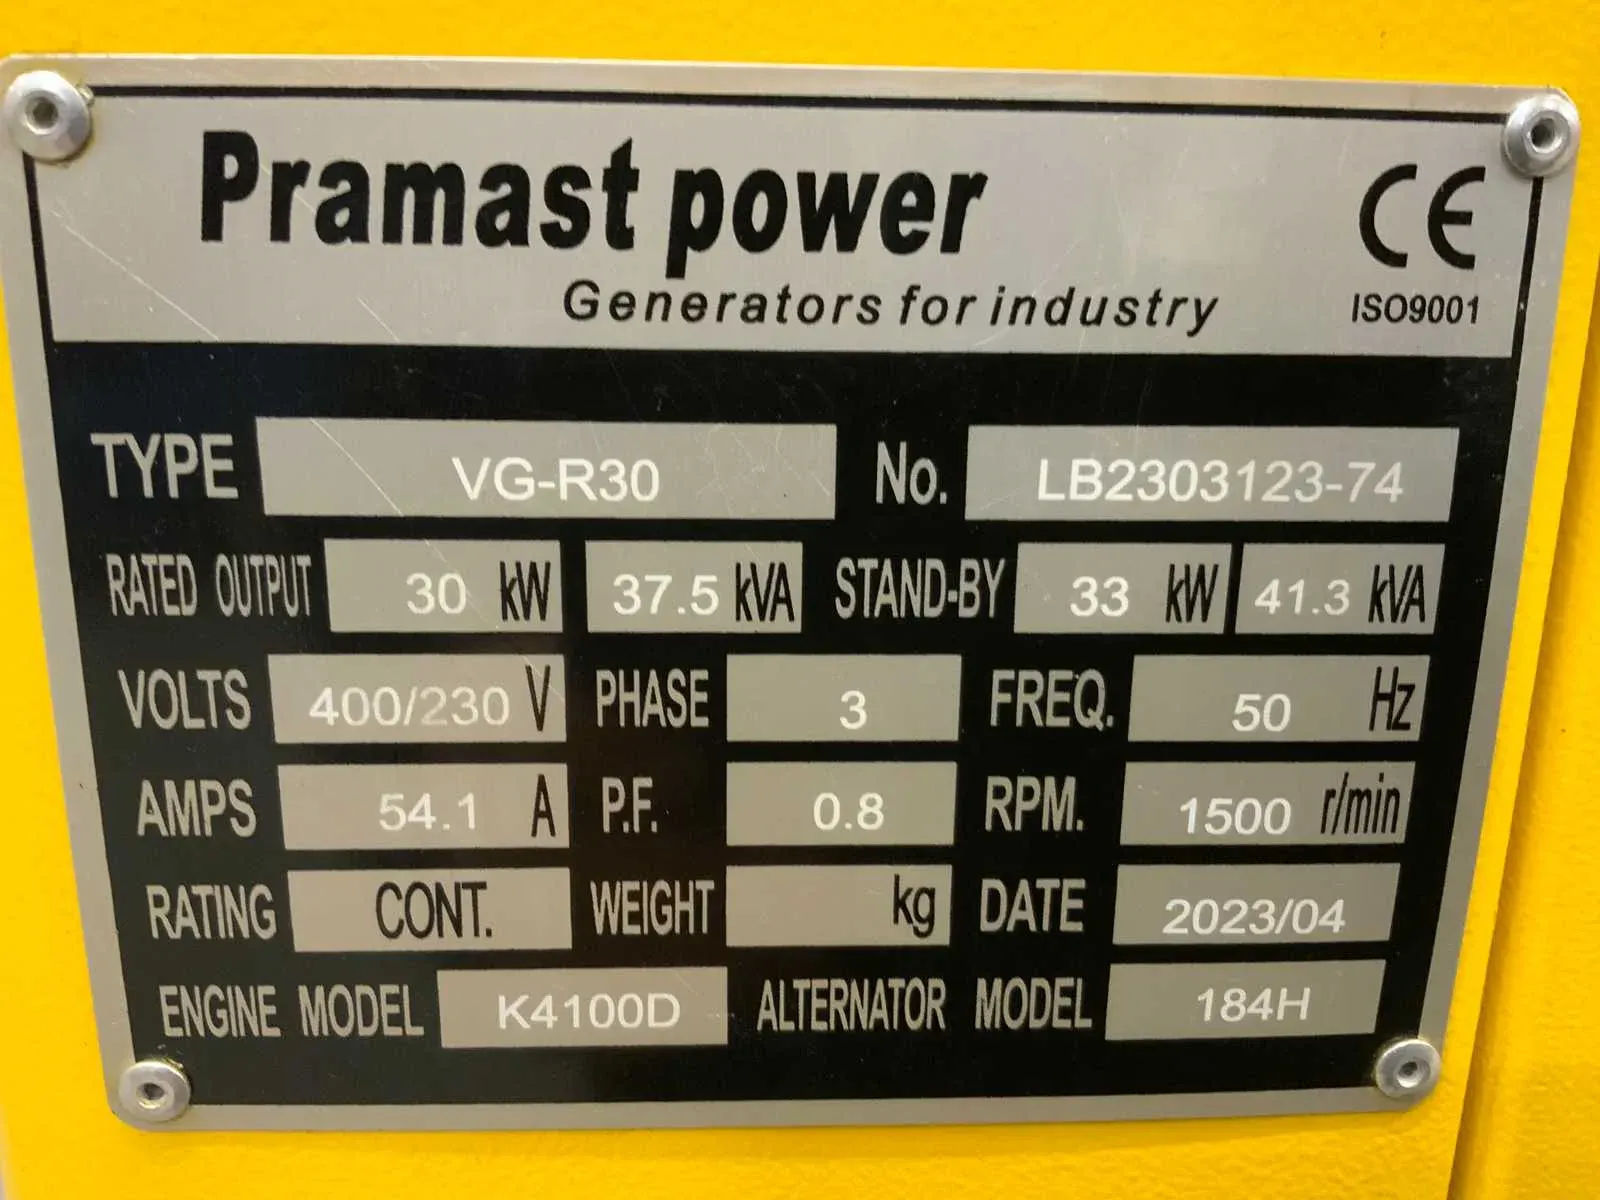 Pramast power
CE
Generators for industry
ISO9001
TYPE VG-R30 No. LB2303123-74
RATED OUTPUT 30 kW 37.5 kVA STAND-BY 33 kW 41.3 kVA
VOLTS 400/230 V PHASE 3 FREQ. 50 Hz
AMPS 54.1 A P.F. 0.8 RPM. 1500 r/min
RATING CONT. WEIGHT kg DATE 2023/04
ENGINE MODEL K4100D ALTERNATOR MODEL 184H